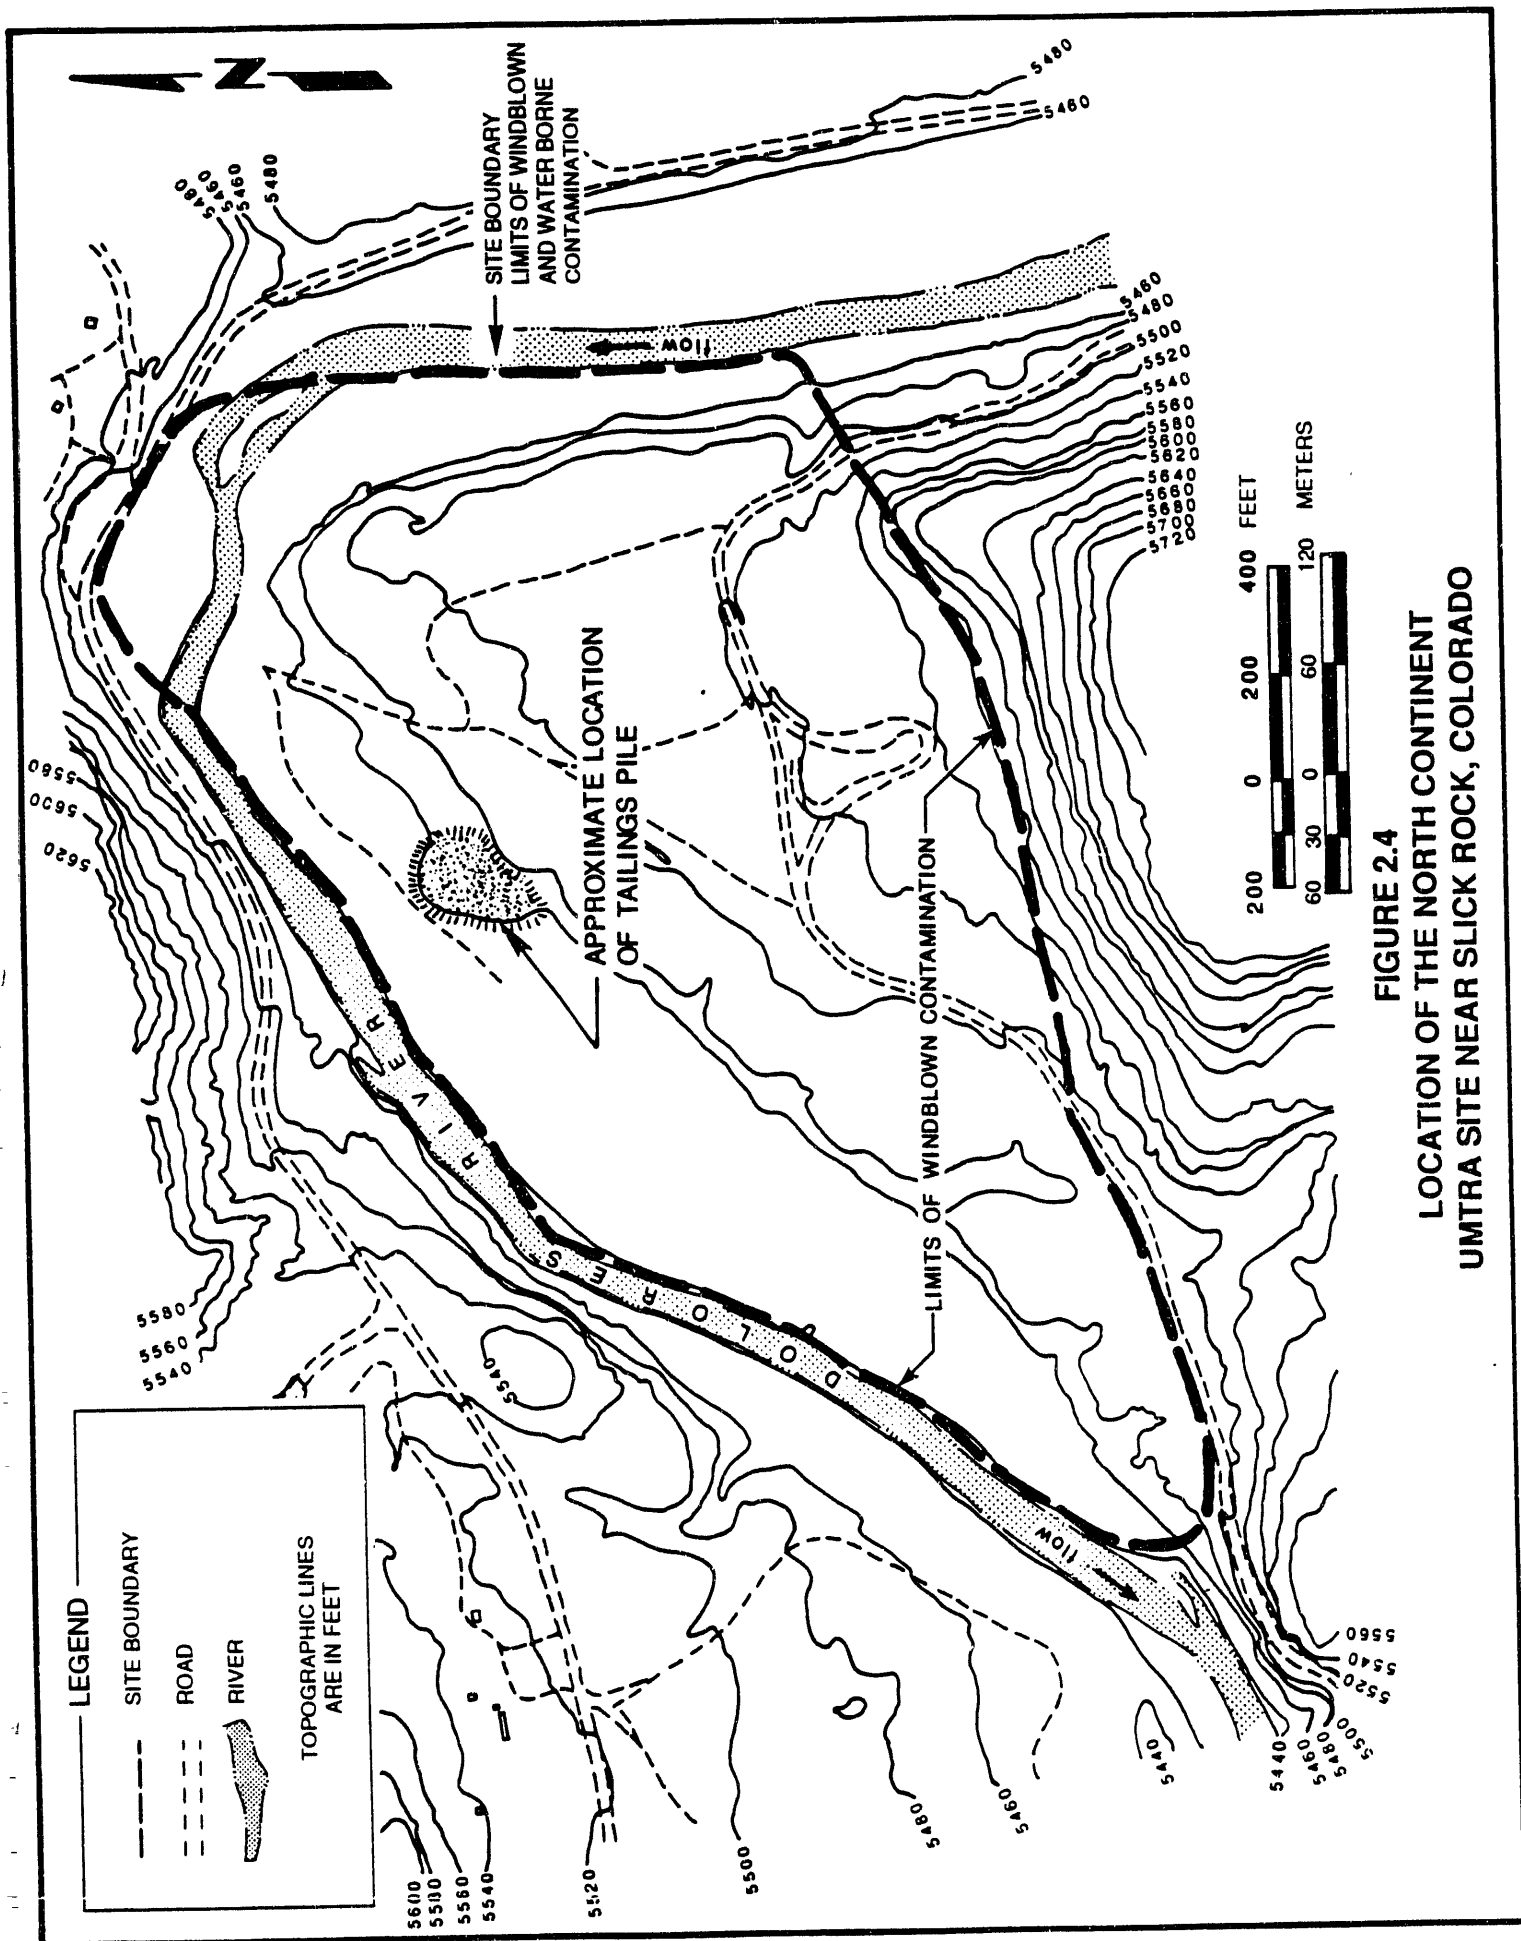 LEGEND
SITE BOUNDARY
ROAD
RIVER
TOPOGRAPHIC LINES
ARE IN FEET
N
SITE BOUNDARY
LIMITS OF WINDBLOWN
AND WATER BORNE
CONTAMINATION
5480
5460
5460
5480
5480
5460
5580
5600
5620
5580
5560
5540
5540
flow
APPROXIMATE LOCATION
OF TAILINGS PILE
DOLORES RIVER
LIMITS OF WINDBLOWN CONTAMINATION
flow
5460
5480
5500
5520
5540
5560
5580
5600
5620
5640
5660
5680
5700
5720
5600
5580
5560
5540
5520
5500
5480
5460
5440
5440
5460
5480
5500
5520
5540
5560
200 0 200 400 FEET
60 30 0 60 120 METERS
FIGURE 2.4
LOCATION OF THE NORTH CONTINENT
UMTRA SITE NEAR SLICK ROCK, COLORADO